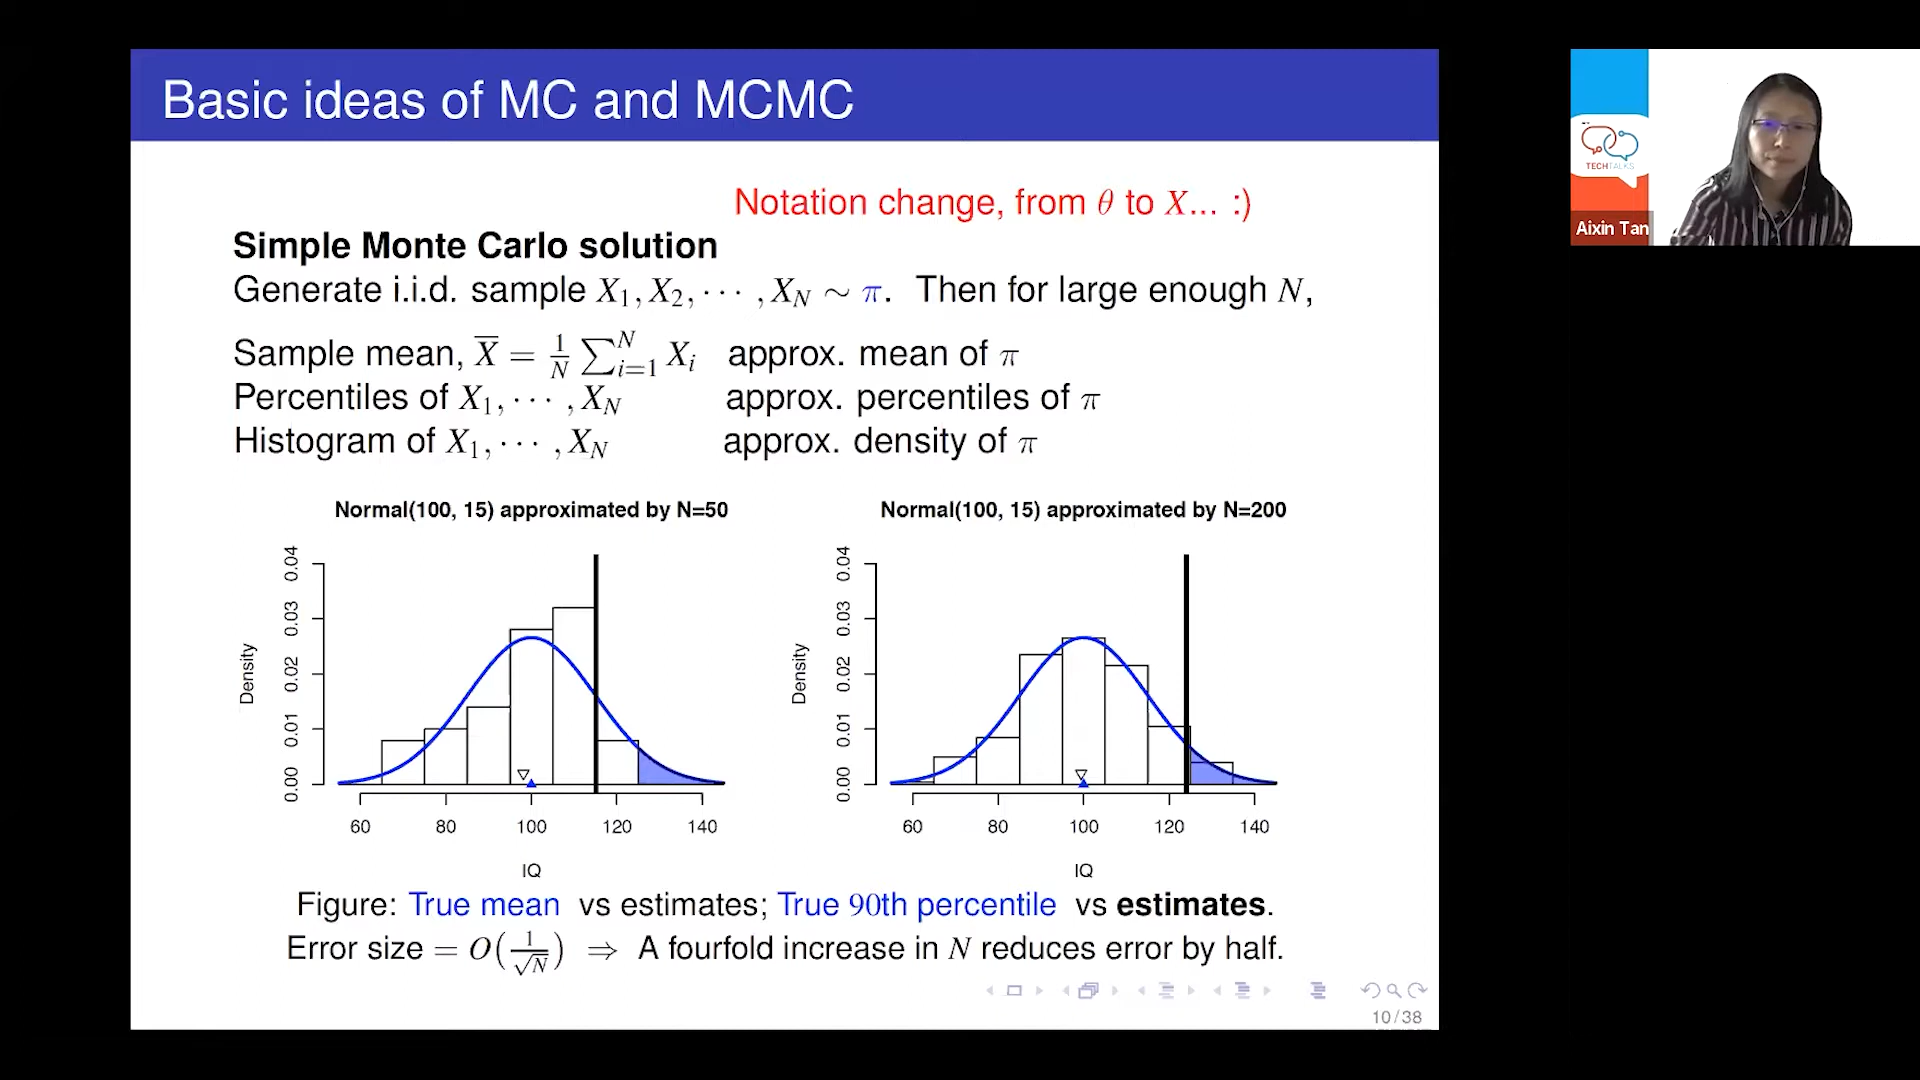 Basic ideas of MC and MCMC
Notation change, from θ to X... :)
Simple Monte Carlo solution
Generate i.i.d. sample X₁, X₂, ⋯ , X_N ∼ π. Then for large enough N,
Sample mean, X̅ = 1/N ∑ᵢ₌₁ᴺ Xᵢ approx. mean of π
Percentiles of X₁, ⋯ , X_N approx. percentiles of π
Histogram of X₁, ⋯ , X_N approx. density of π
Normal(100, 15) approximated by N=50
Density
0.00 0.01 0.02 0.03 0.04
60 80 100 120 140
IQ
Normal(100, 15) approximated by N=200
Density
0.00 0.01 0.02 0.03 0.04
60 80 100 120 140
IQ
Figure: True mean vs estimates; True 90th percentile vs estimates.
Error size = O(1/√N) ⇒ A fourfold increase in N reduces error by half.
10 / 38
TECHTALKS
Aixin Tan